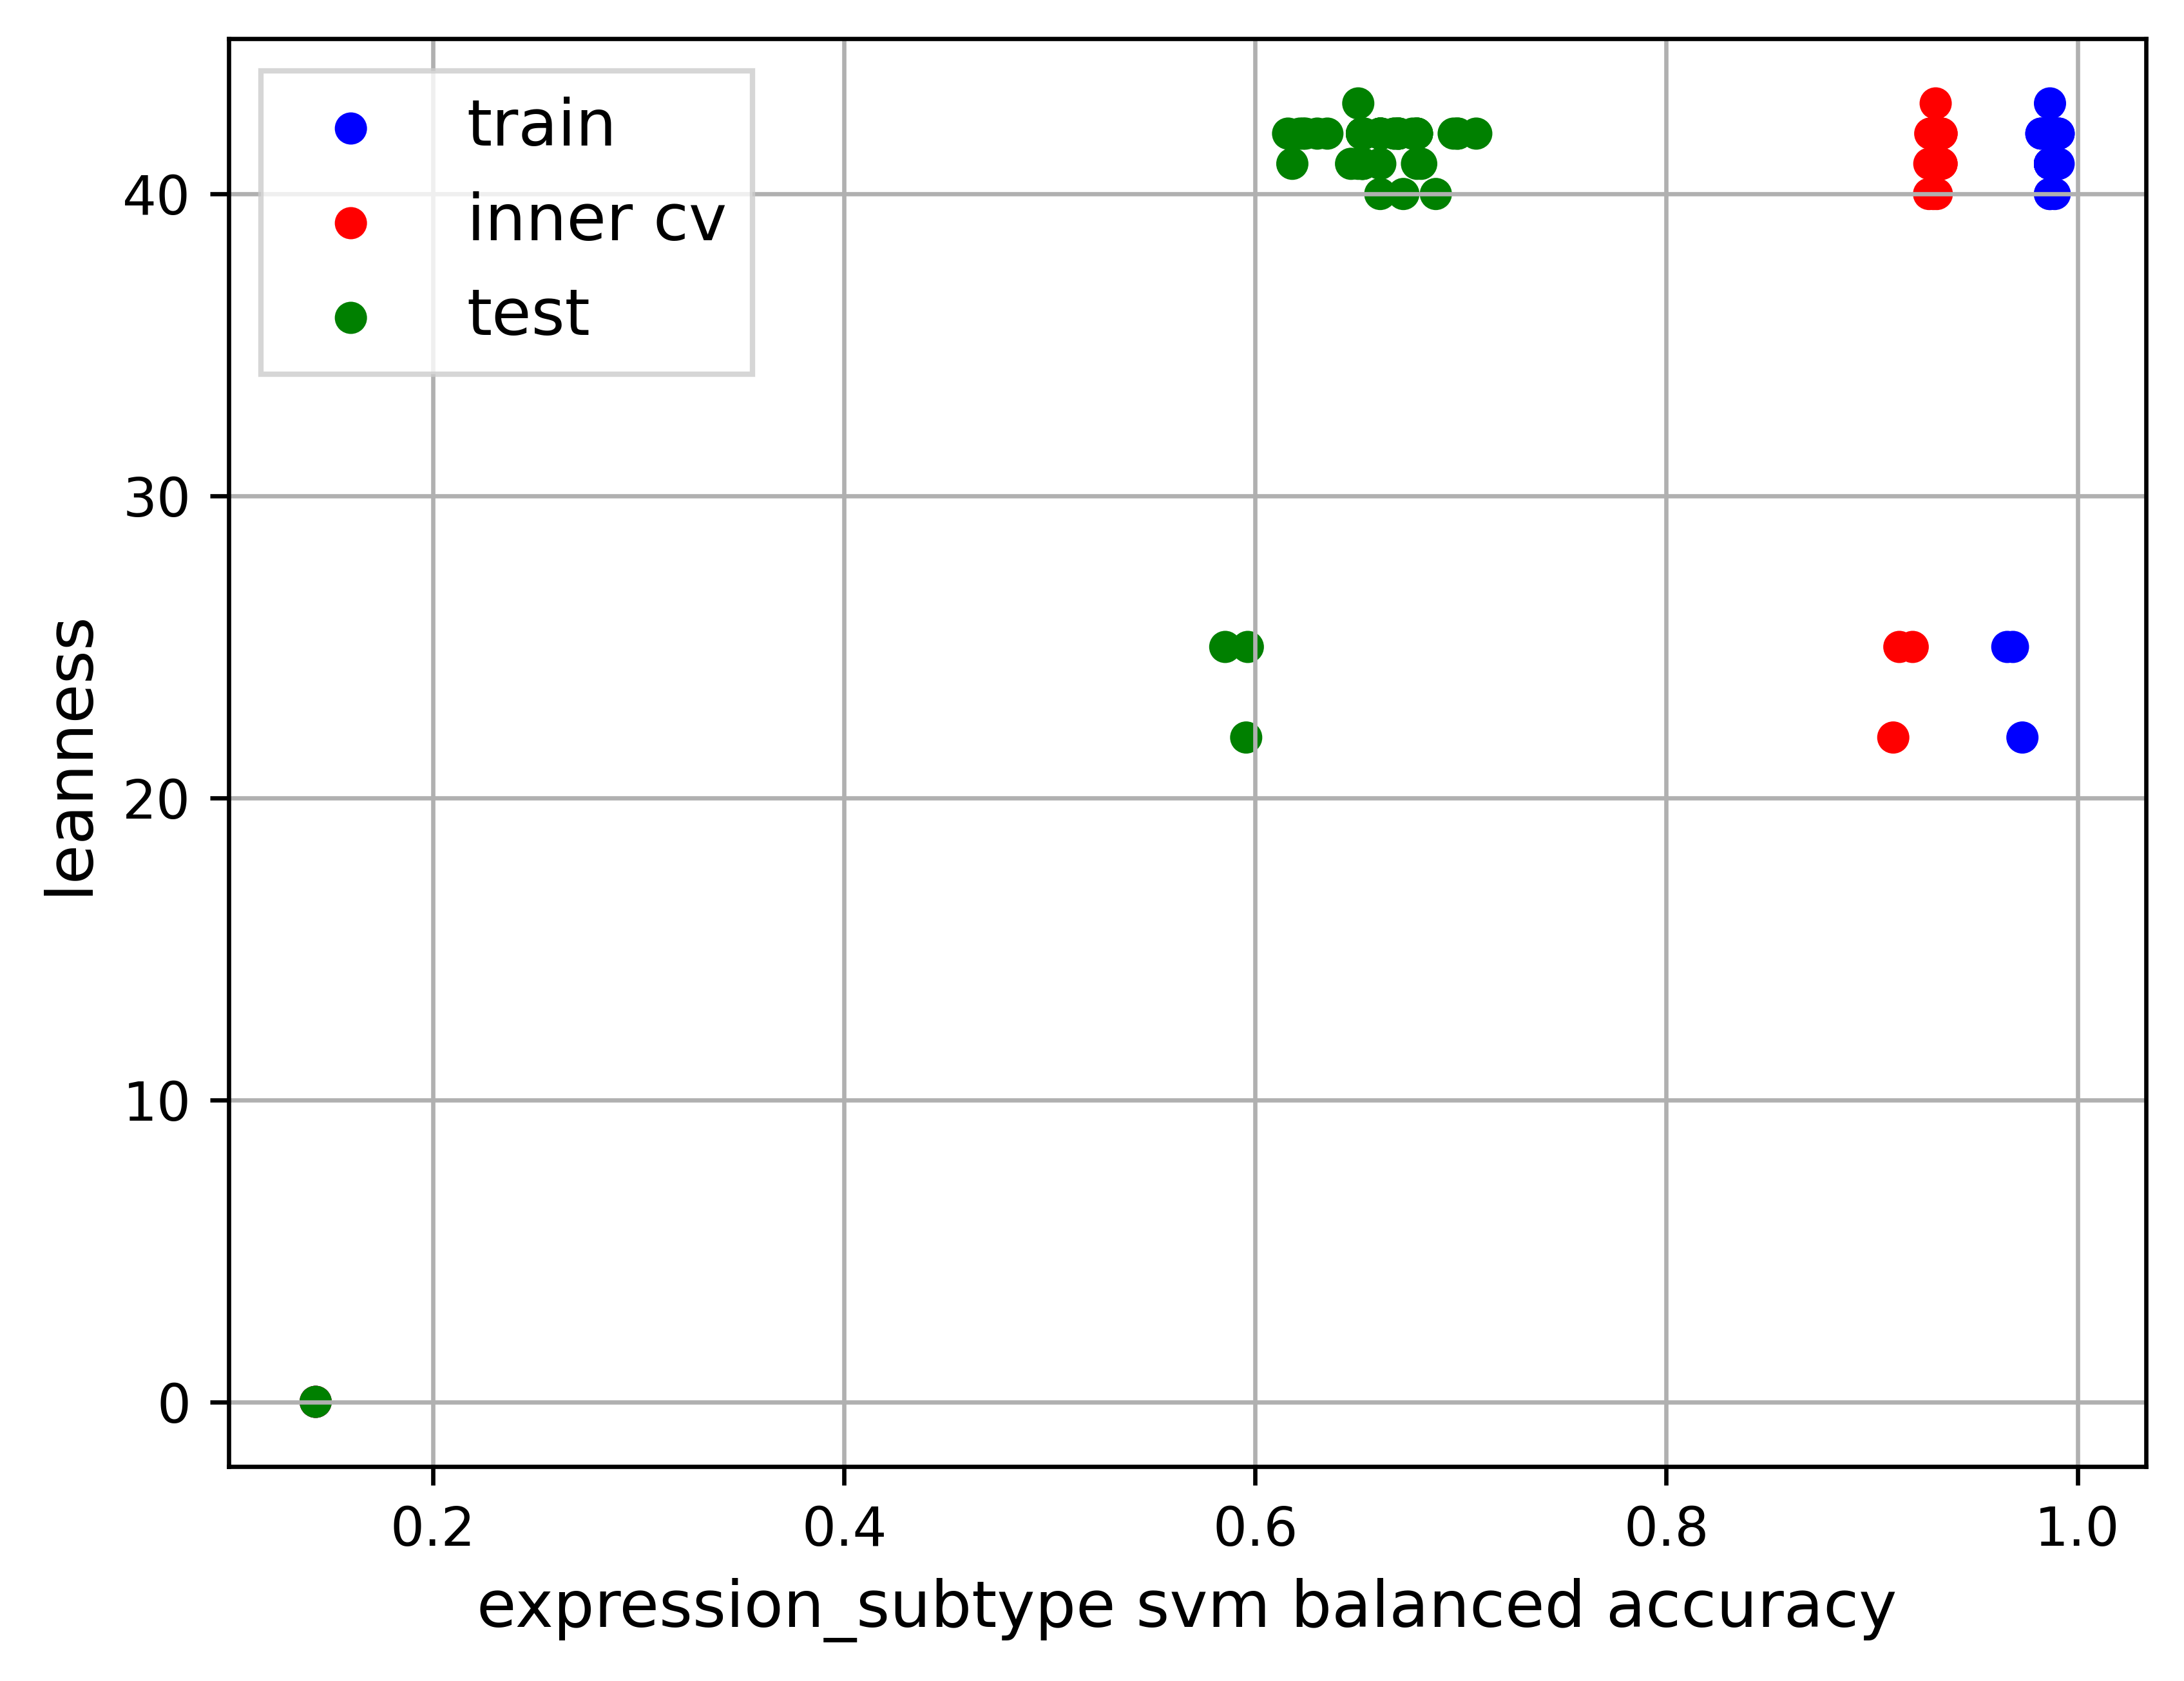 train
inner cv
test
40
30
20
10
0
leanness
0.2 0.4 0.6 0.8 1.0
expression_subtype svm balanced accuracy